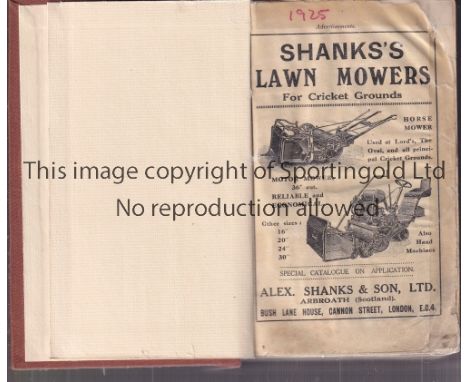 1925
Advertisements.
SHANKS'S
LAWN MOWERS
For Cricket Grounds
HORSE
MOWER
Used at Lord's, The
Oval, and all princi-
pal Cricket Grounds.
This image copyright of Sportingold Limited
MOTOR
36" cut.
RELIABLE and
ECONOMICAL.
No reproduction allowed
Other sizes:
16"
20"
24"
30"
Also
Hand
Machines
SPECIAL CATALOGUE ON APPLICATION.
ALEX. SHANKS & SON, LTD.
ARBROATH (Scotland).
BUSH LANE HOUSE, CANNON STREET, LONDON, E.C.4.